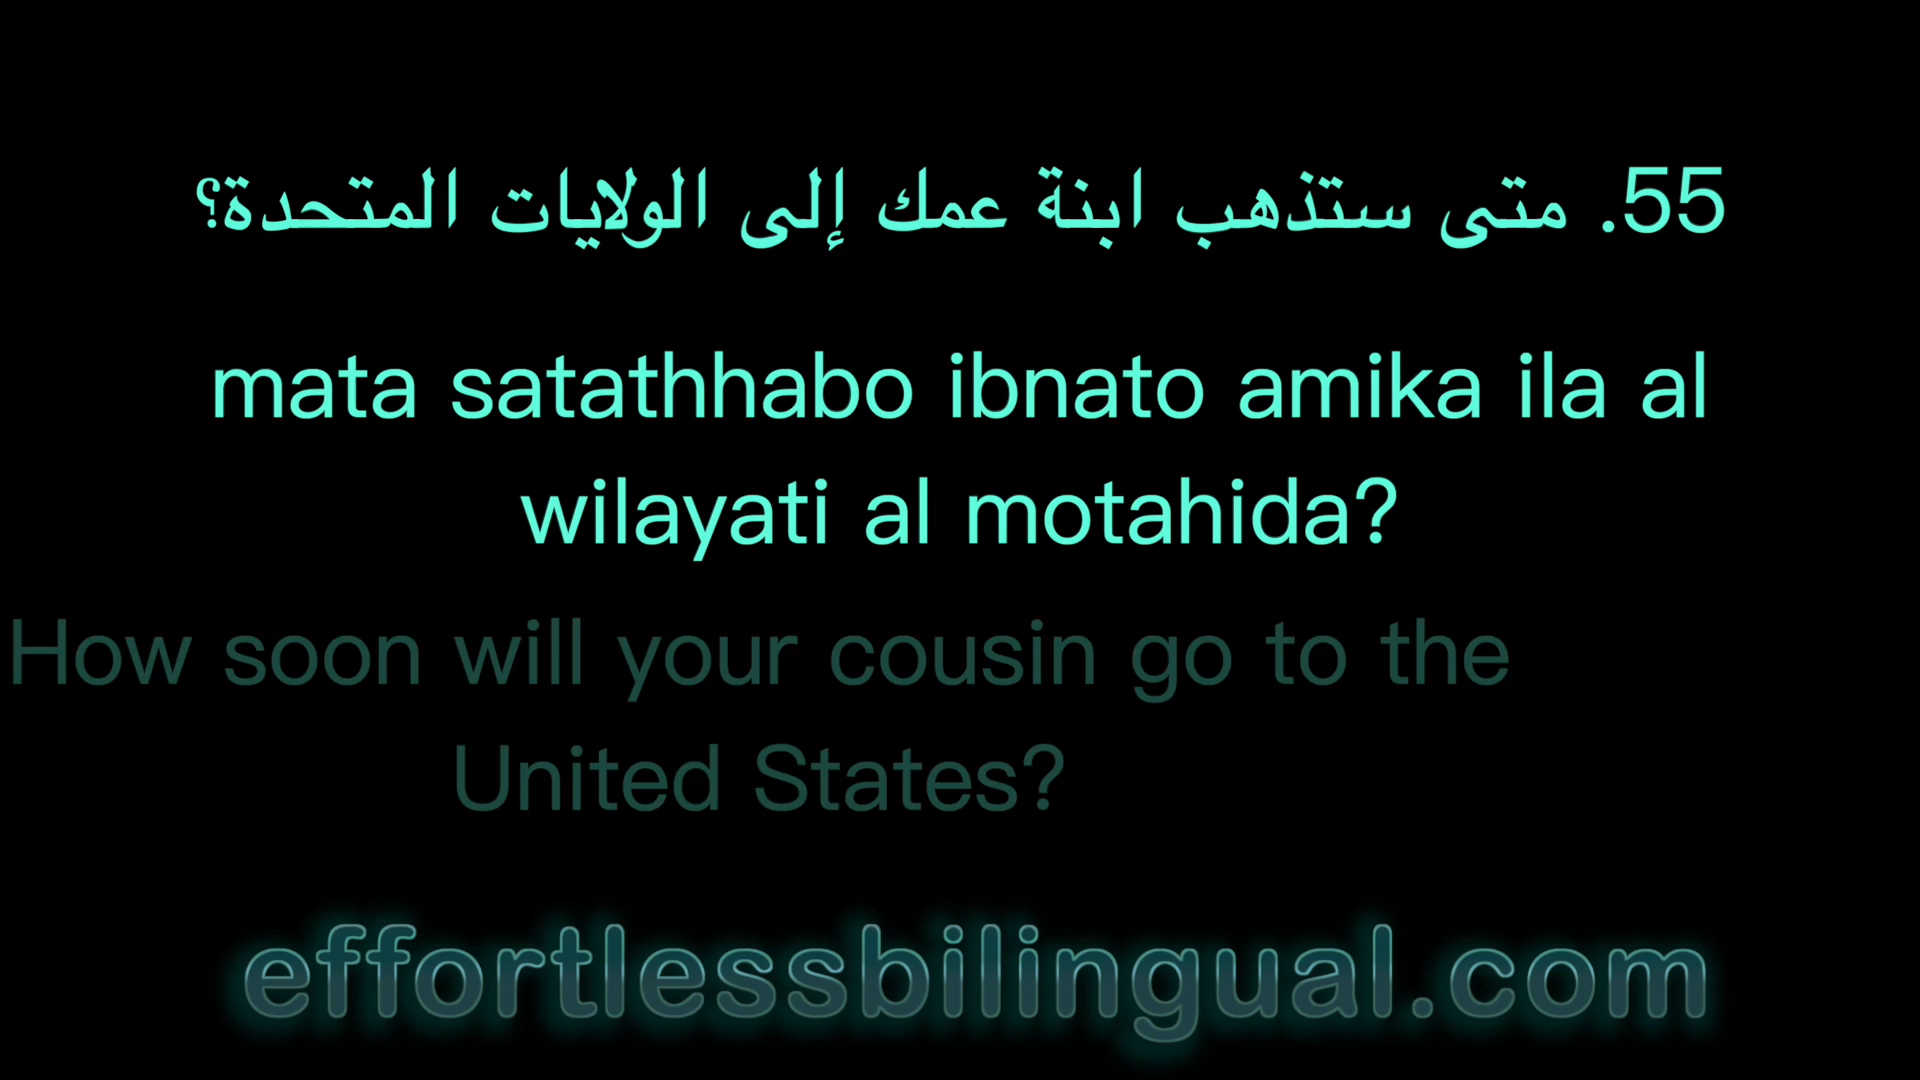 55. متى ستذهب ابنة عمك إلى الولايات المتحدة؟
mata satathhabo ibnato amika ila al
wilayati al motahida?
How soon will your cousin go to the
United States?
effortlessbilingual.com